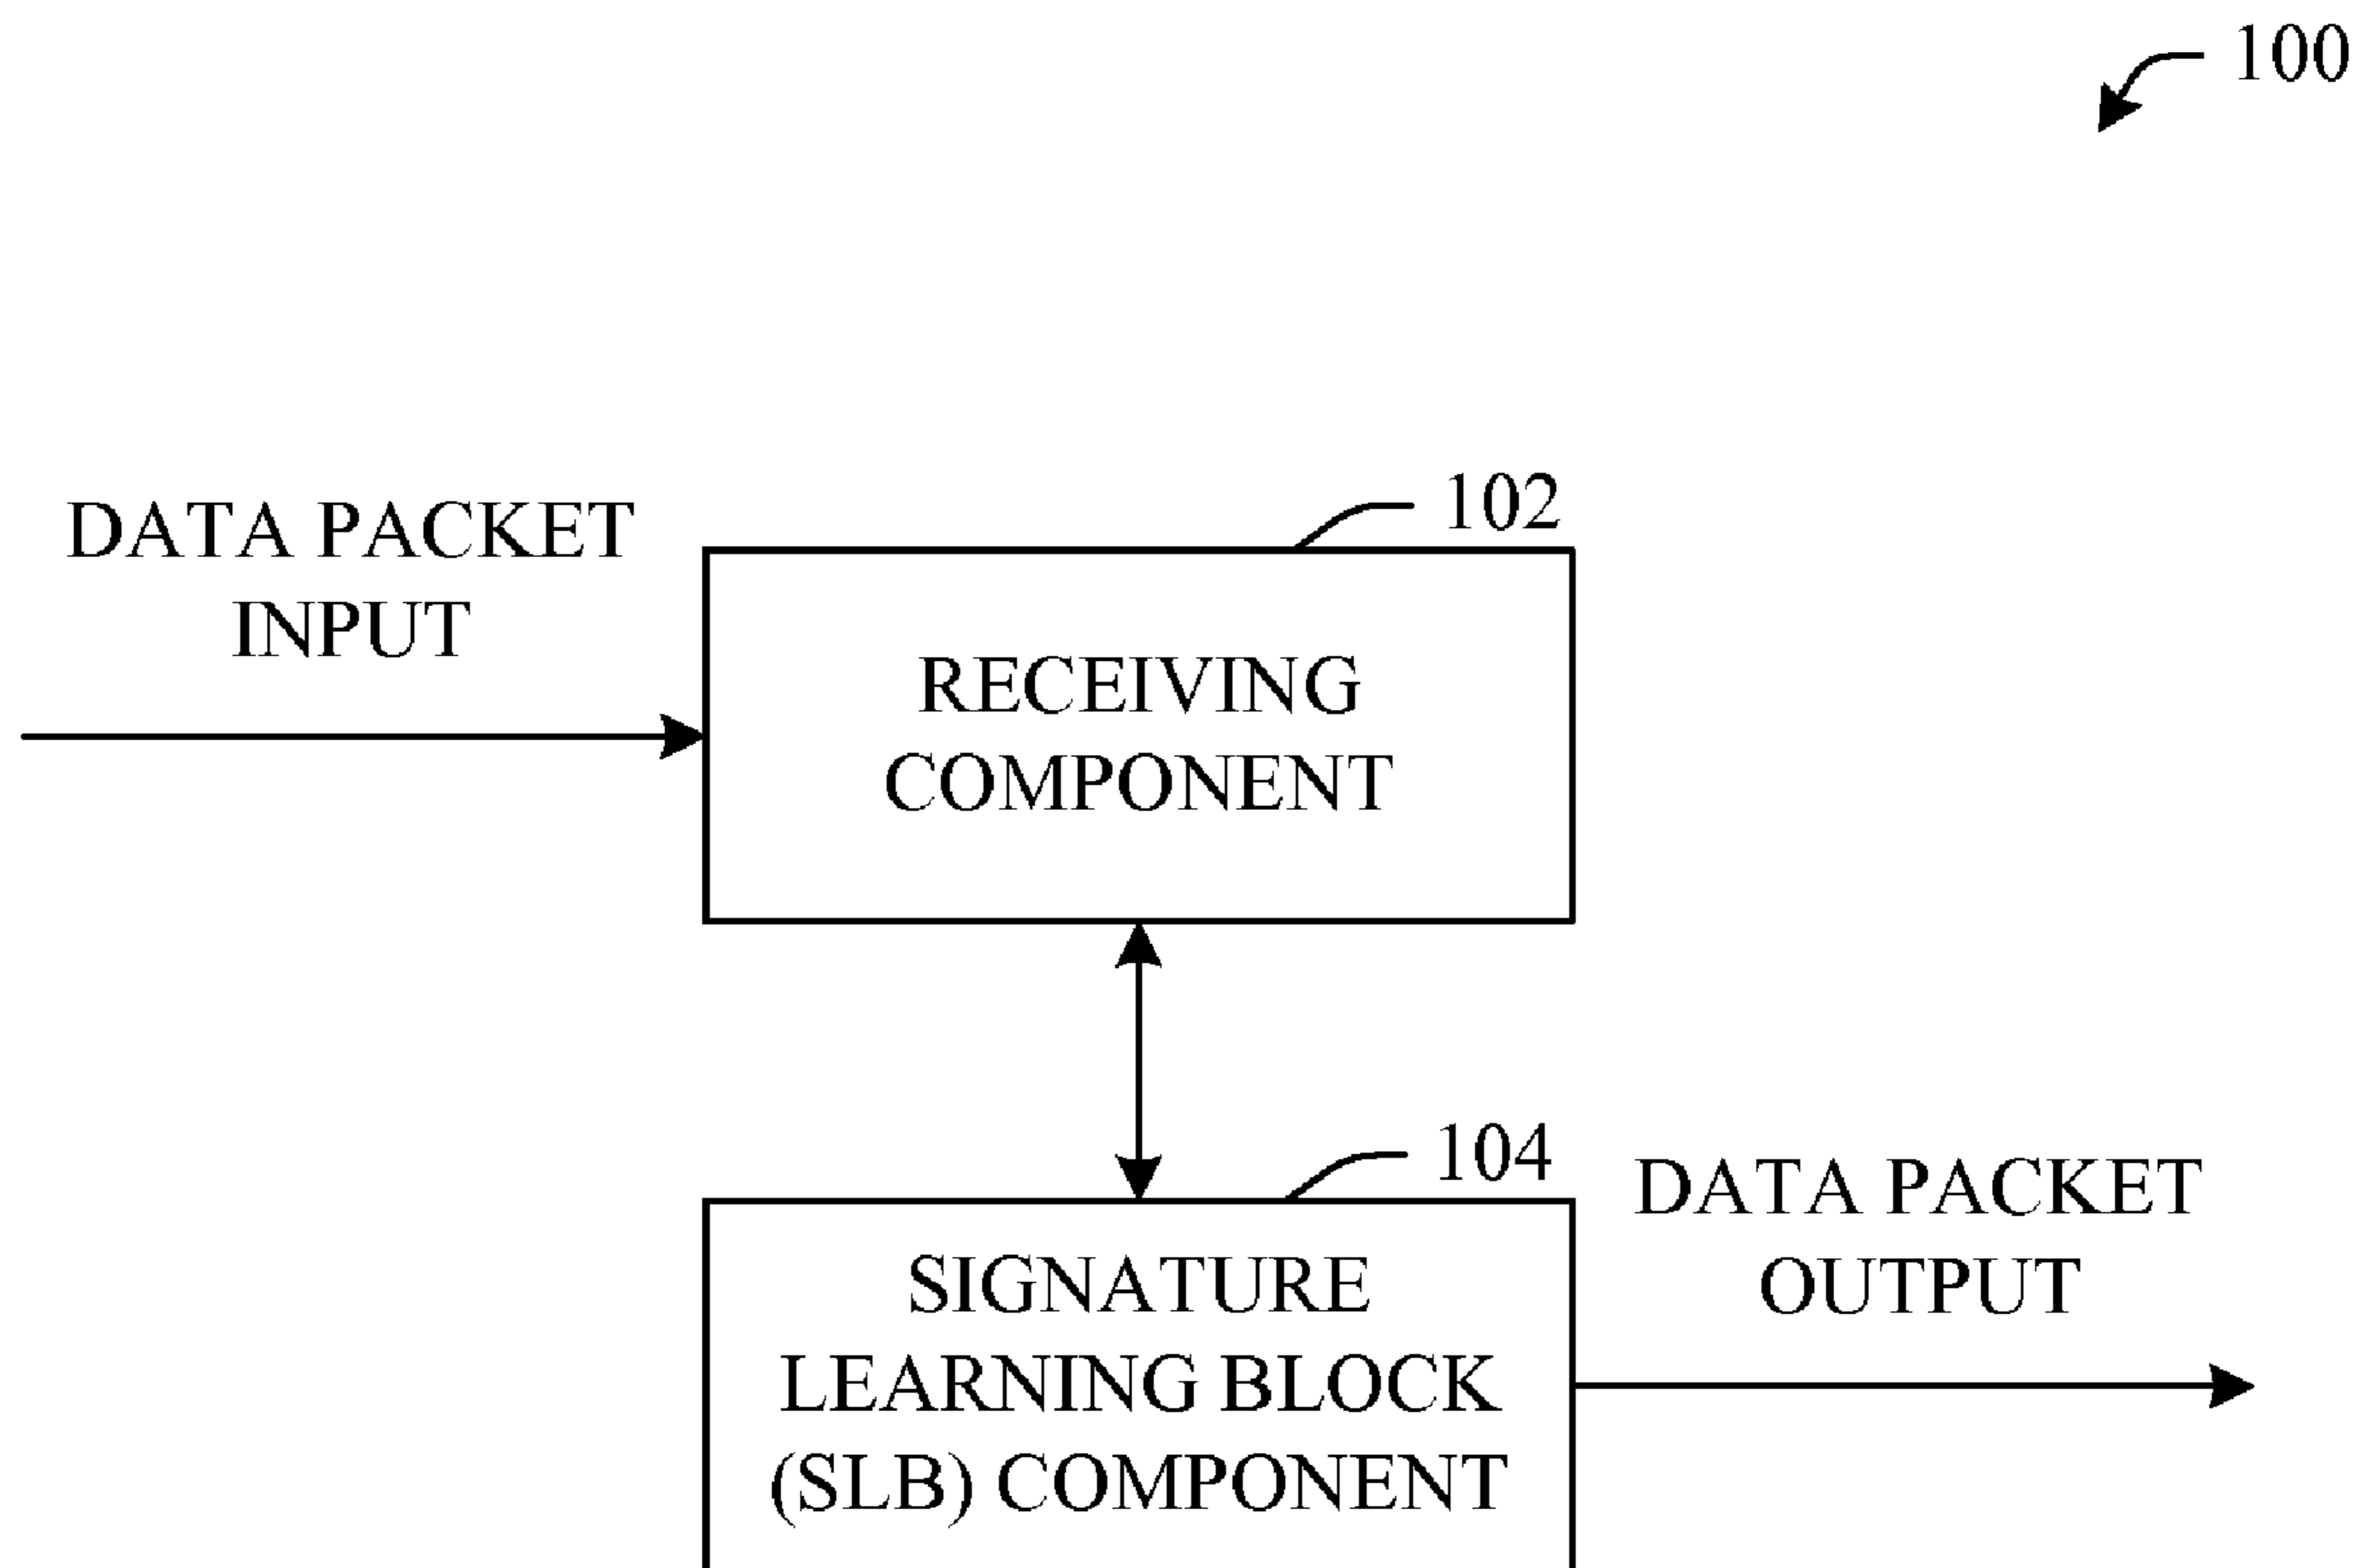 100
102
DATA PACKET
INPUT
RECEIVING
COMPONENT
104
DATA PACKET
OUTPUT
SIGNATURE
LEARNING BLOCK
(SLB) COMPONENT